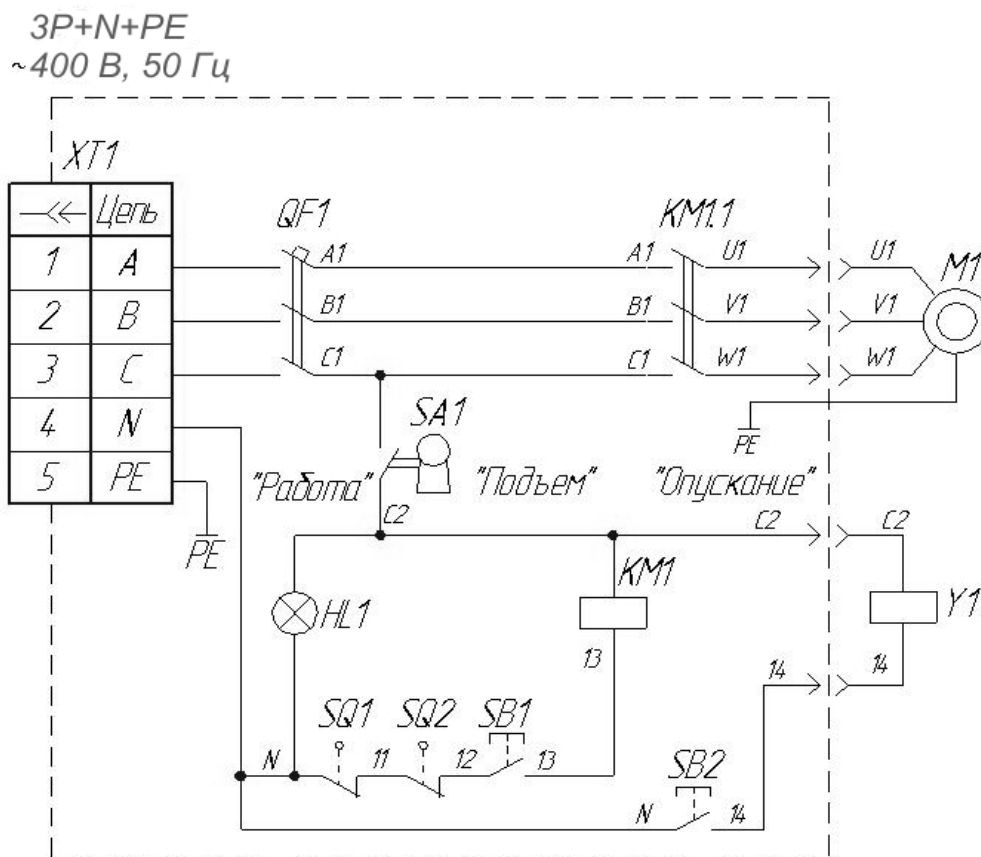 3P+N+PE
~400 В, 50 Гц
XT1
Цепь
QF1
KM1.1
1 A
A1
A1
U1
U1
M1
2 B
B1
B1
V1
V1
3 C
C1
C1
W1
W1
4 N
SA1
PE
5 PE
"Работа"
"Подъем"
"Опускание"
C2
C2
C2
PE
KM1
HL1
Y1
13
14
14
SQ1
SQ2
SB1
N
11
12
13
SB2
N
14